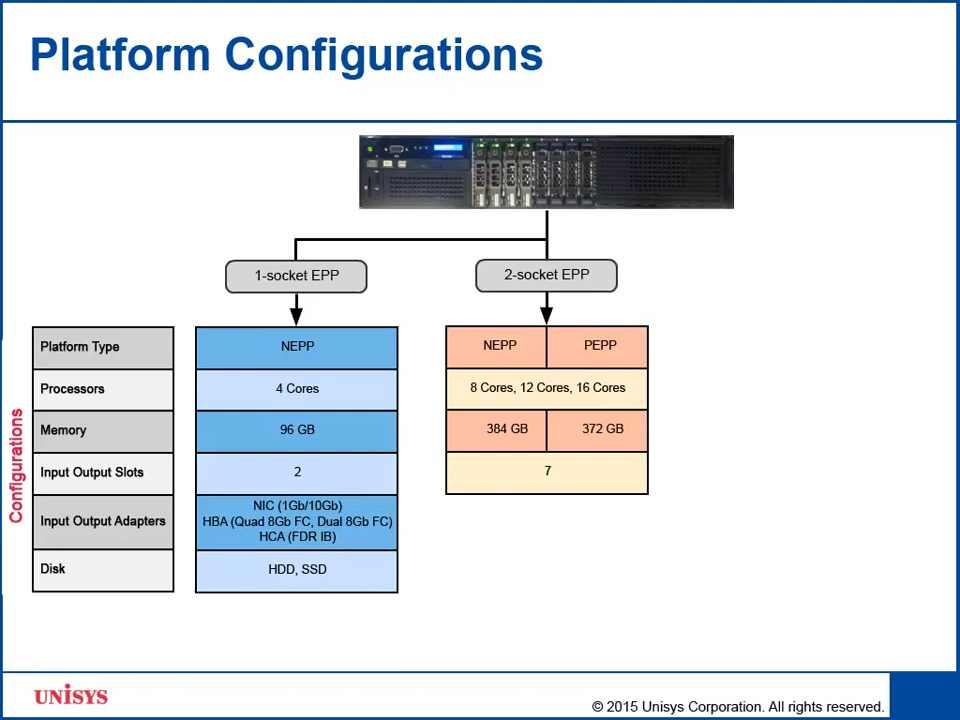 Platform Configurations
1-socket EPP
2-socket EPP
Configurations
Platform Type
NEPP
NEPP
PEPP
Processors
4 Cores
8 Cores, 12 Cores, 16 Cores
Memory
96 GB
384 GB
372 GB
Input Output Slots
2
7
Input Output Adapters
NIC (1Gb/10Gb)
HBA (Quad 8Gb FC, Dual 8Gb FC)
HCA (FDR IB)
Disk
HDD, SSD
UNISYS
© 2015 Unisys Corporation. All rights reserved.